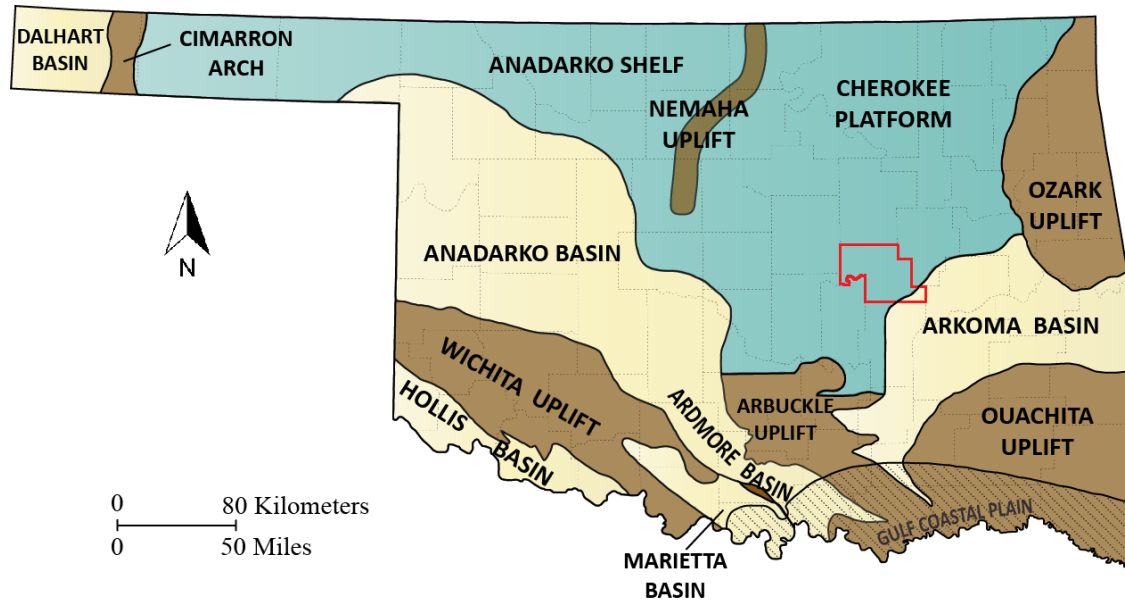 DALHART
BASIN
CIMARRON
ARCH
ANADARKO SHELF
NEMAHA
UPLIFT
CHEROKEE
PLATFORM
OZARK
UPLIFT
N
ANADARKO BASIN
ARKOMA BASIN
WICHITA UPLIFT
HOLLIS BASIN
ARDMORE BASIN
ARBUCKLE
UPLIFT
OUACHITA
UPLIFT
GULF COASTAL PLAIN
MARIETTA
BASIN
0 80 Kilometers
0 50 Miles